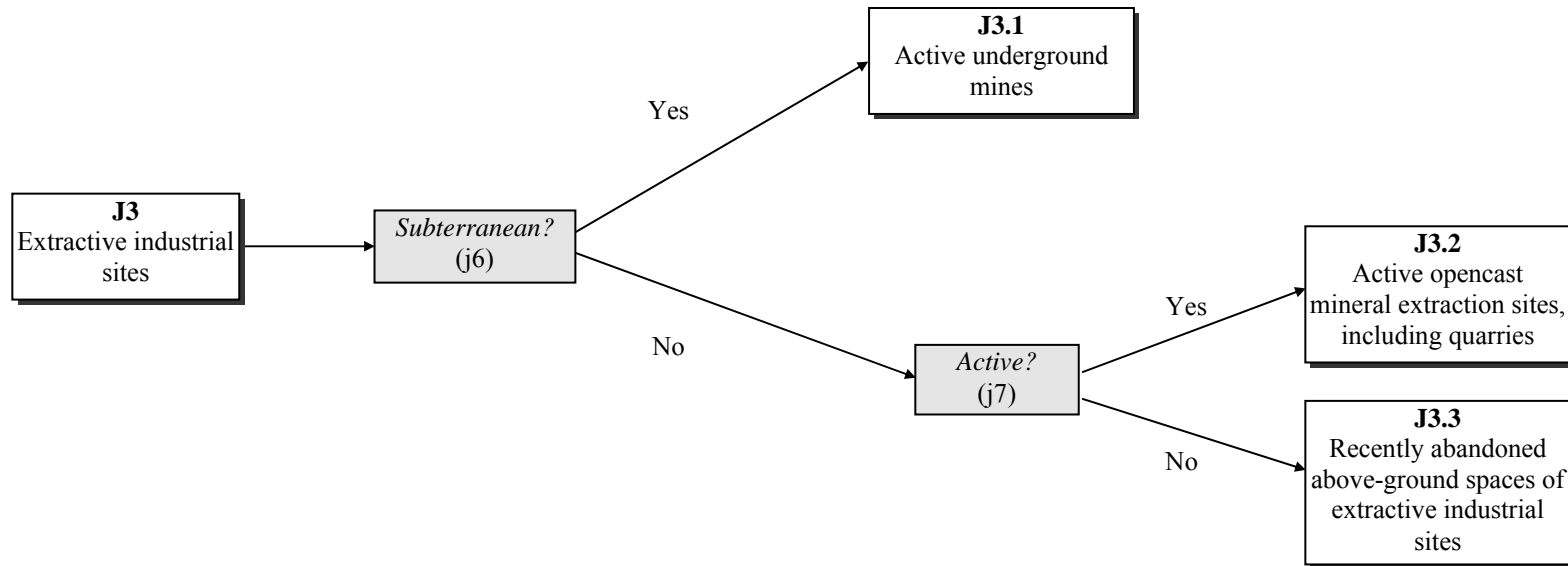 J3
Extractive industrial
sites
Subterranean?
(j6)
Yes
J3.1
Active underground
mines
No
Active?
(j7)
Yes
J3.2
Active opencast
mineral extraction sites,
including quarries
No
J3.3
Recently abandoned
above-ground spaces of
extractive industrial
sites